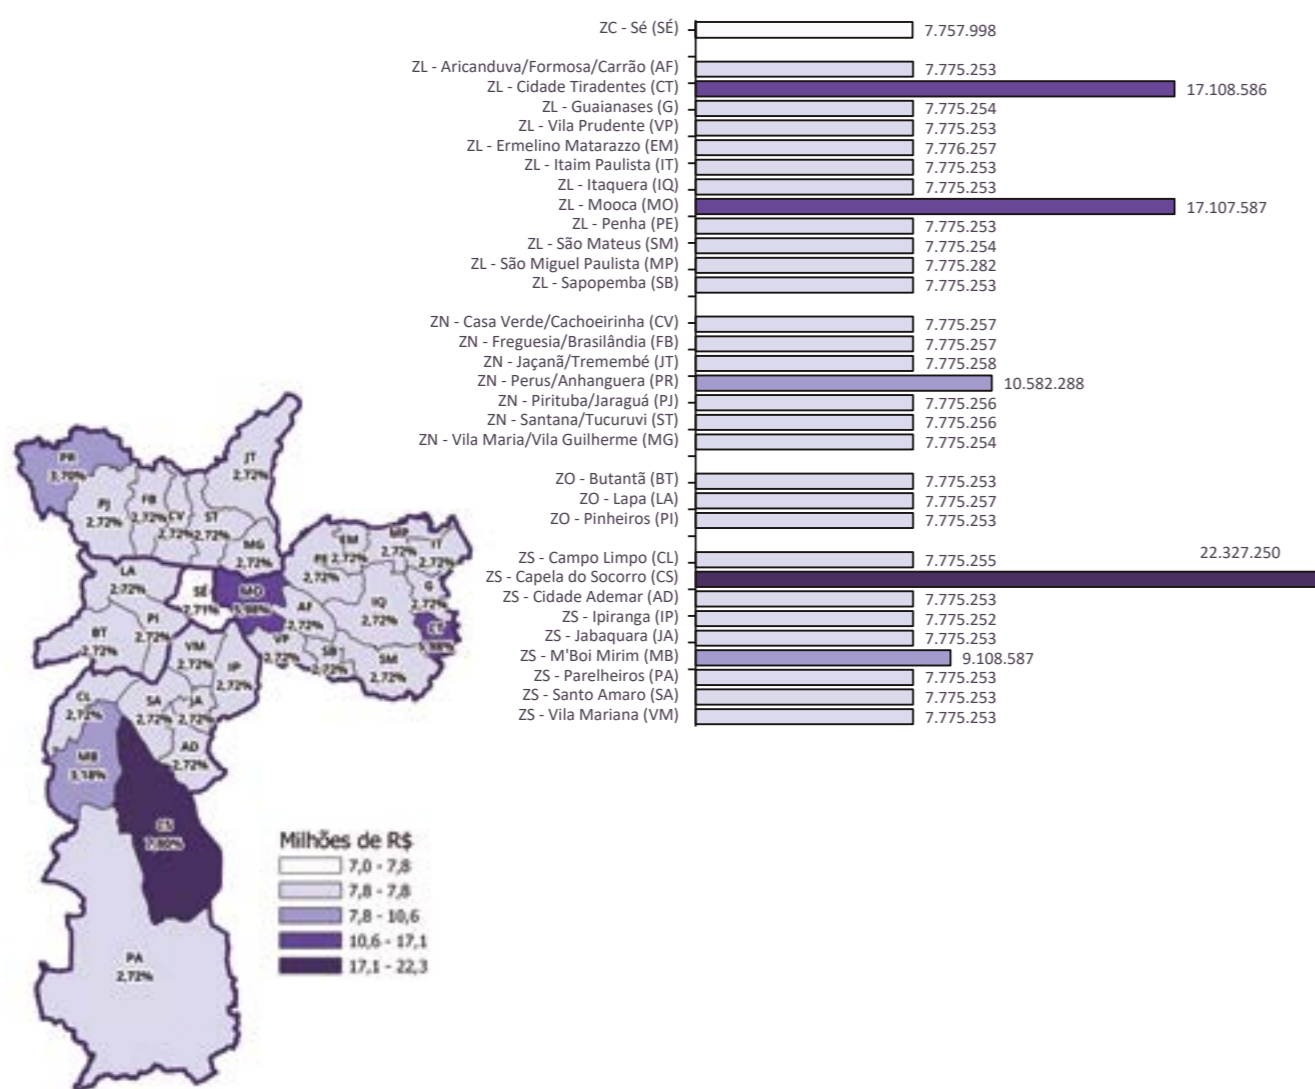 ZC - Sé (SÉ) 7.757.998
ZL - Aricanduva/Formosa/Carrão (AF) 7.775.253
ZL - Cidade Tiradentes (CT) 17.108.586
ZL - Guaianases (G) 7.775.254
ZL - Vila Prudente (VP) 7.775.253
ZL - Ermelino Matarazzo (EM) 7.776.257
ZL - Itaim Paulista (IT) 7.775.253
ZL - Itaquera (IQ) 7.775.253
ZL - Mooca (MO) 17.107.587
ZL - Penha (PE) 7.775.253
ZL - São Mateus (SM) 7.775.254
ZL - São Miguel Paulista (MP) 7.775.282
ZL - Sapopemba (SB) 7.775.253
ZN - Casa Verde/Cachoeirinha (CV) 7.775.257
ZN - Freguesia/Brasilândia (FB) 7.775.257
ZN - Jaçanã/Tremembé (JT) 7.775.258
ZN - Perus/Anhanguera (PR) 10.582.288
ZN - Pirituba/Jaraguá (PJ) 7.775.256
ZN - Santana/Tucuruvi (ST) 7.775.256
ZN - Vila Maria/Vila Guilherme (MG) 7.775.254
ZO - Butantã (BT) 7.775.253
ZO - Lapa (LA) 7.775.257
ZO - Pinheiros (PI) 7.775.253
ZS - Campo Limpo (CL) 7.775.255
ZS - Capela do Socorro (CS) 22.327.250
ZS - Cidade Ademar (AD) 7.775.253
ZS - Ipiranga (IP) 7.775.252
ZS - Jabaquara (JA) 7.775.253
ZS - M'Boi Mirim (MB) 9.108.587
ZS - Parelheiros (PA) 7.775.253
ZS - Santo Amaro (SA) 7.775.253
ZS - Vila Mariana (VM) 7.775.253
PR
3,70%
JT
2,72%
PJ
2,72%
FB
2,72%
CV
2,72%
ST
2,72%
MG
2,72%
EM
2,72%
MP
2,72%
IT
2,72%
PE
2,72%
LA
2,72%
SÉ
2,71%
MO
5,98%
AF
2,72%
IQ
2,72%
G
2,72%
CT
5,98%
BT
2,72%
PI
2,72%
VM
2,72%
IP
2,72%
VP
2,72%
SB
2,72%
SM
2,72%
CL
2,72%
SA
2,72%
JA
2,72%
AD
2,72%
MB
3,18%
CS
7,80%
PA
2,72%
Milhões de R$
7,0 - 7,8
7,8 - 7,8
7,8 - 10,6
10,6 - 17,1
17,1 - 22,3